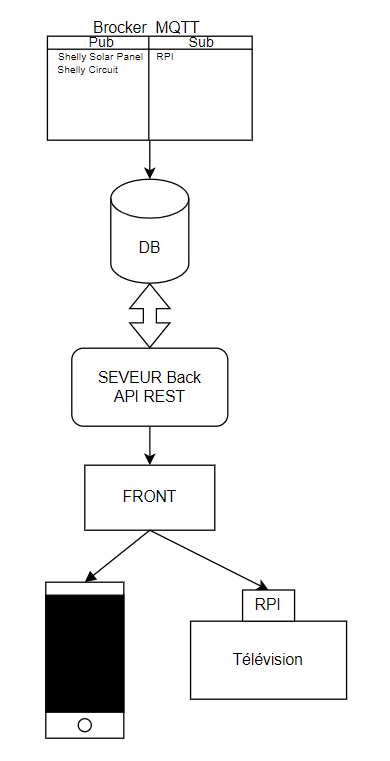 Brocker MQTT
Pub Sub
Shelly Solar Panel RPI
Shelly Circuit
DB
SEVEUR Back
API REST
FRONT
RPI
Télévision